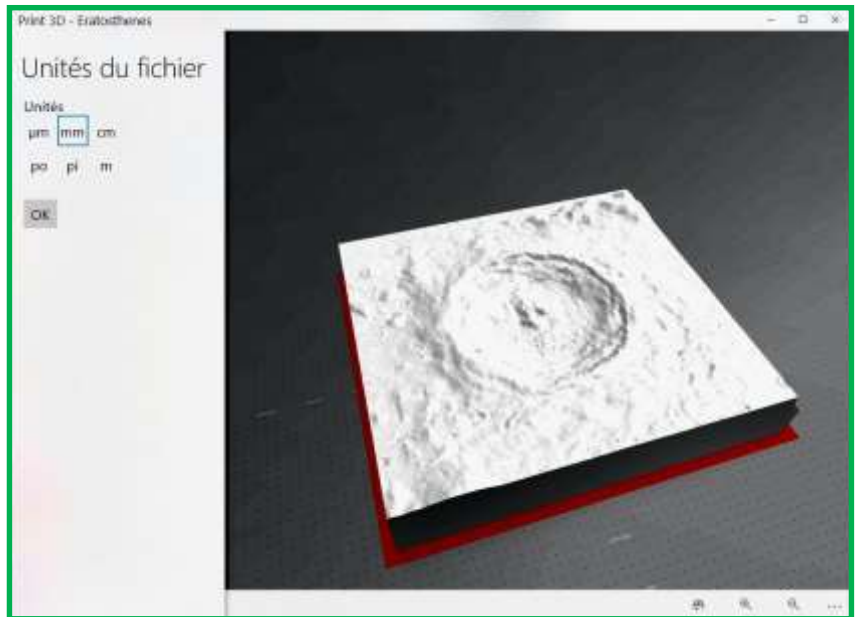 Print 3D - Eratosthenes
Unités du fichier
Unités
µm mm cm
po pi m
OK